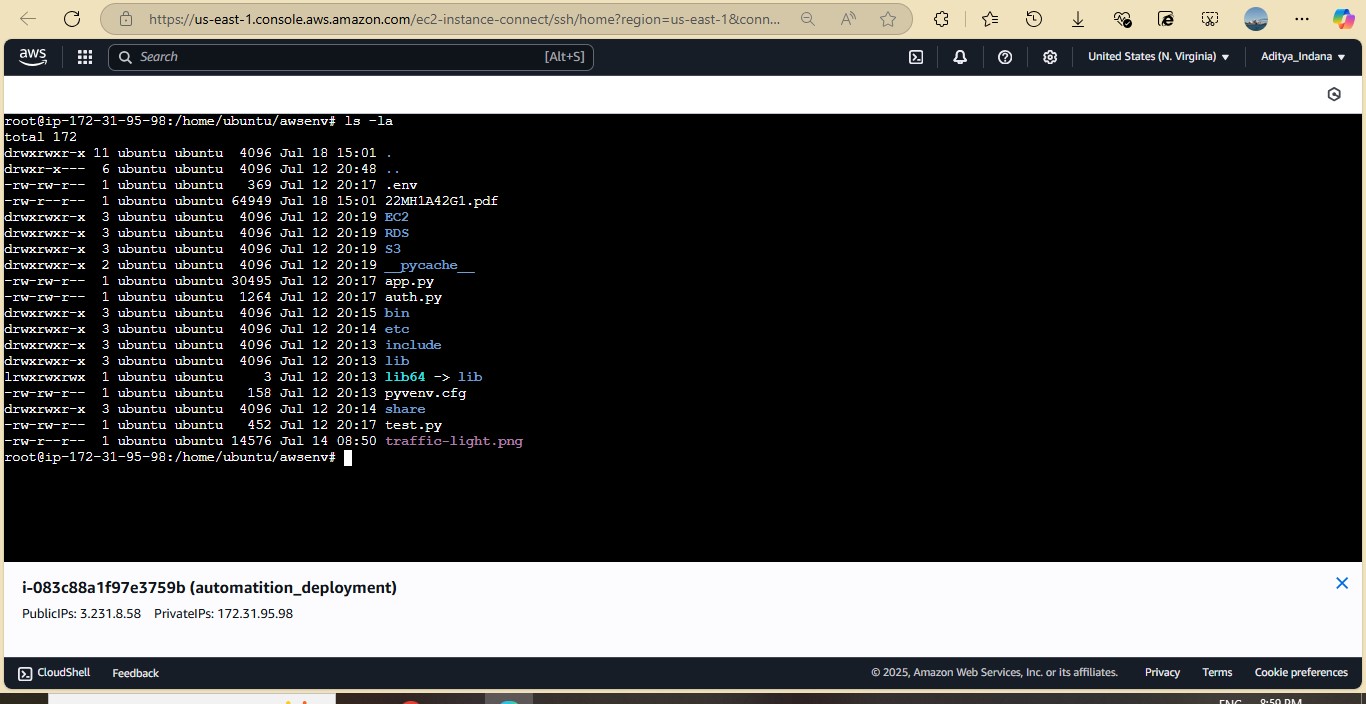 https://us-east-1.console.aws.amazon.com/ec2-instance-connect/ssh/home?region=us-east-1&conn...
aws
Search
[Alt+S]
United States (N. Virginia)
Aditya_Indana
root@ip-172-31-95-98:/home/ubuntu/awsenv# ls -la
total 172
drwxrwxr-x 11 ubuntu ubuntu  4096 Jul 18 15:01 .
drwxr-x---  6 ubuntu ubuntu  4096 Jul 12 20:48 ..
-rw-rw-r--  1 ubuntu ubuntu   369 Jul 12 20:17 .env
-rw-r--r--  1 ubuntu ubuntu 64949 Jul 18 15:01 22MH1A42G1.pdf
drwxrwxr-x  3 ubuntu ubuntu  4096 Jul 12 20:19 EC2
drwxrwxr-x  3 ubuntu ubuntu  4096 Jul 12 20:19 RDS
drwxrwxr-x  3 ubuntu ubuntu  4096 Jul 12 20:19 S3
drwxrwxr-x  2 ubuntu ubuntu  4096 Jul 12 20:19 __pycache__
-rw-rw-r--  1 ubuntu ubuntu 30495 Jul 12 20:17 app.py
-rw-rw-r--  1 ubuntu ubuntu  1264 Jul 12 20:17 auth.py
drwxrwxr-x  3 ubuntu ubuntu  4096 Jul 12 20:15 bin
drwxrwxr-x  3 ubuntu ubuntu  4096 Jul 12 20:14 etc
drwxrwxr-x  3 ubuntu ubuntu  4096 Jul 12 20:13 include
drwxrwxr-x  3 ubuntu ubuntu  4096 Jul 12 20:13 lib
lrwxrwxrwx  1 ubuntu ubuntu     3 Jul 12 20:13 lib64 -> lib
-rw-rw-r--  1 ubuntu ubuntu   158 Jul 12 20:13 pyvenv.cfg
drwxrwxr-x  3 ubuntu ubuntu  4096 Jul 12 20:14 share
-rw-rw-r--  1 ubuntu ubuntu   452 Jul 12 20:17 test.py
-rw-r--r--  1 ubuntu ubuntu 14576 Jul 14 08:50 traffic-light.png
root@ip-172-31-95-98:/home/ubuntu/awsenv#
i-083c88a1f97e3759b (automatition_deployment)
PublicIPs: 3.231.8.58 PrivateIPs: 172.31.95.98
CloudShell
Feedback
© 2025, Amazon Web Services, Inc. or its affiliates.
Privacy
Terms
Cookie preferences
ENG
8:59 PM